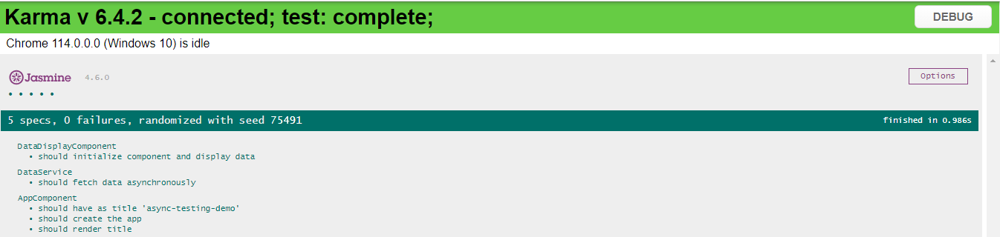 Karma v 6.4.2 - connected; test: complete;
DEBUG
Chrome 114.0.0.0 (Windows 10) is idle
Jasmine 4.6.0
Options
• • • • •
5 specs, 0 failures, randomized with seed 75491
finished in 0.986s
DataDisplayComponent
• should initialize component and display data
DataService
• should fetch data asynchronously
AppComponent
• should have as title 'async-testing-demo'
• should create the app
• should render title